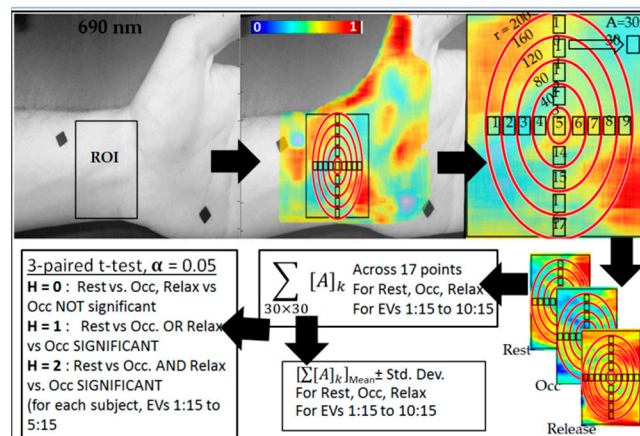 690 nm
ROI
0
1
r = 200
160
120
80
40
A=30
30
1 2 3 4 5 6 7 8 9
14
15
17
3-paired t-test, α = 0.05
H = 0 : Rest vs. Occ, Relax vs
Occ NOT significant
H = 1 : Rest vs Occ. OR Relax
vs Occ SIGNIFICANT
H = 2 : Rest vs Occ. AND Relax
vs. Occ SIGNIFICANT
(for each subject, EVs 1:15 to
5:15
∑ [A]k
30×30
Across 17 points
For Rest, Occ, Relax
For EVs 1:15 to 10:15
[∑[A]k]Mean ± Std. Dev.
For Rest, Occ, Relax
For EVs 1:15 to 10:15
Rest
Occ
Release